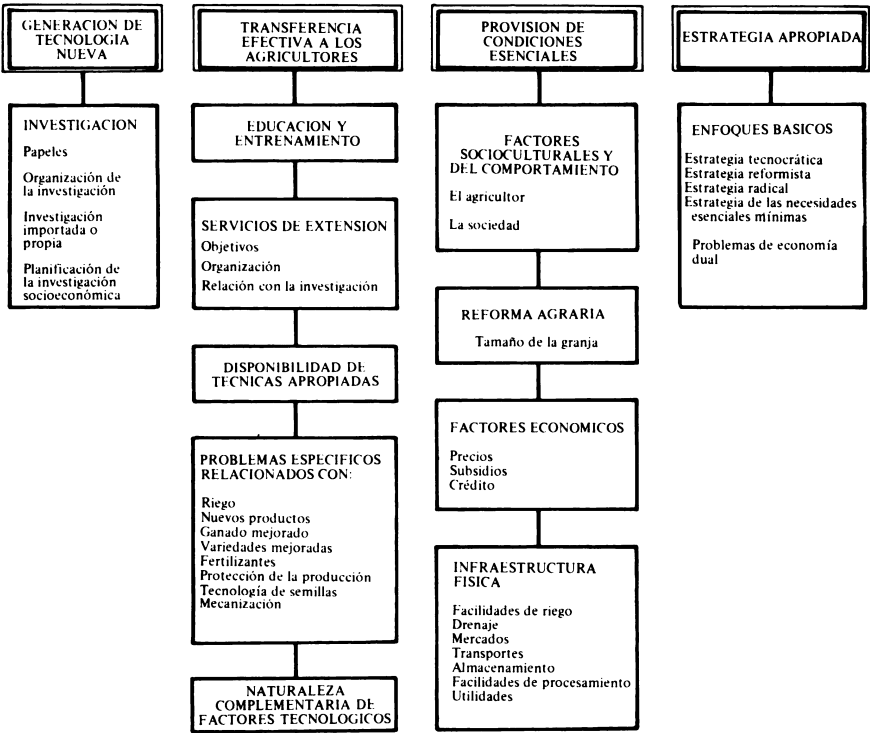 GENERACION DE
TECNOLOGIA
NUEVA
INVESTIGACION
Papeles
Organización de
la investigación
Investigación
importada o
propia
Planificación de
la investigación
socioeconómica
TRANSFERENCIA
EFECTIVA A LOS
AGRICULTORES
EDUCACION Y
ENTRENAMIENTO
SERVICIOS DE EXTENSION
Objetivos
Organización
Relación con la investigación
DISPONIBILIDAD DE
TECNICAS APROPIADAS
PROBLEMAS ESPECIFICOS
RELACIONADOS CON:
Riego
Nuevos productos
Ganado mejorado
Variedades mejoradas
Fertilizantes
Protección de la producción
Tecnología de semillas
Mecanización
NATURALEZA
COMPLEMENTARIA DE
FACTORES TECNOLOGICOS
PROVISION DE
CONDICIONES
ESENCIALES
FACTORES
SOCIOCULTURALES Y
DEL COMPORTAMIENTO
El agricultor
La sociedad
REFORMA AGRARIA
Tamaño de la granja
FACTORES ECONOMICOS
Precios
Subsidios
Crédito
INFRAESTRUCTURA
FISICA
Facilidades de riego
Drenaje
Mercados
Transportes
Almacenamiento
Facilidades de procesamiento
Utilidades
ESTRATEGIA APROPIADA
ENFOQUES BASICOS
Estrategia tecnocrática
Estrategia reformista
Estrategia radical
Estrategia de las necesidades
esenciales mínimas
Problemas de economía
dual